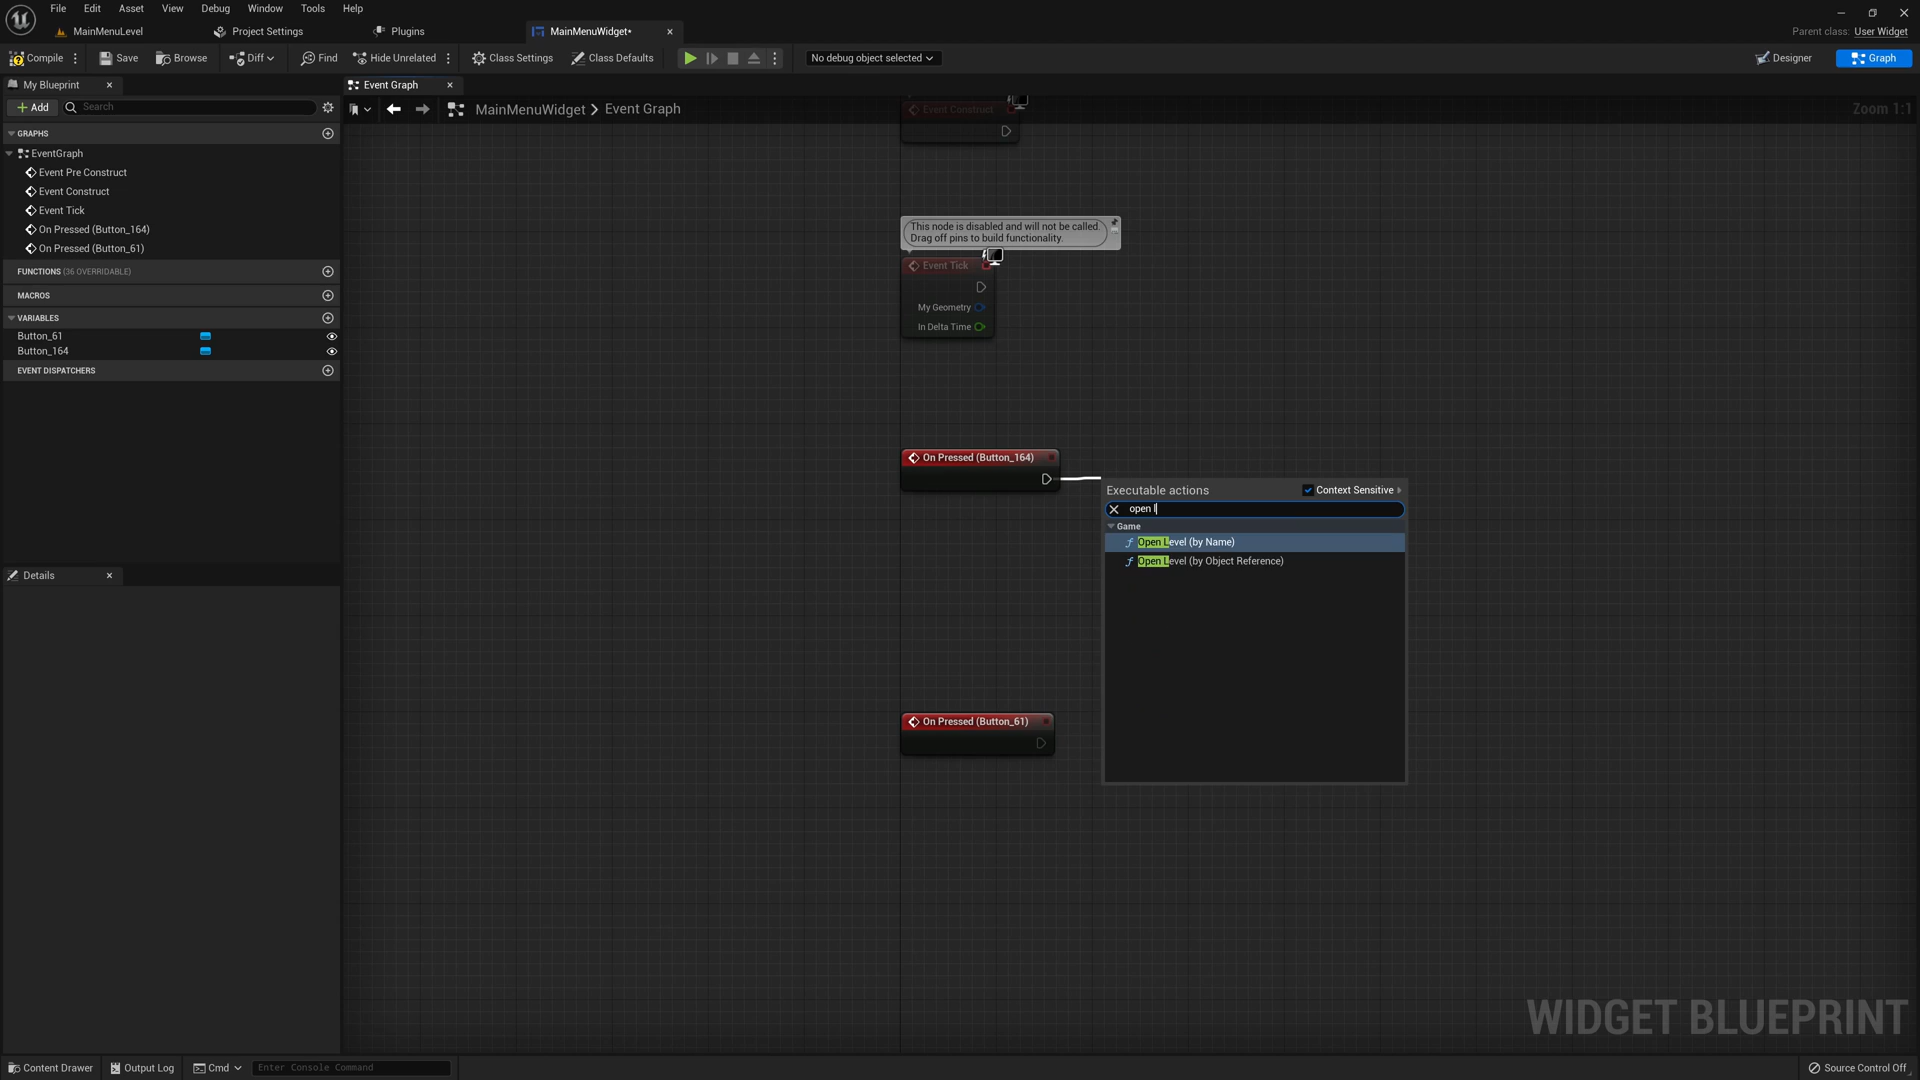 File Edit Asset View Debug Window Tools Help
MainMenuLevel Project Settings Plugins MainMenuWidget* Parent class: User Widget
Compile Save Browse Diff Find Hide Unrelated Class Settings Class Defaults No debug object selected Designer Graph
My Blueprint Event Graph
Add Search MainMenuWidget > Event Graph Zoom 1:1
Event Construct
GRAPHS
EventGraph
Event Pre Construct
Event Construct
Event Tick
On Pressed (Button_164)
On Pressed (Button_61)
FUNCTIONS (36 OVERRIDABLE)
MACROS
VARIABLES
Button_61
Button_164
EVENT DISPATCHERS
Details
This node is disabled and will not be called.
Drag off pins to build functionality.
Event Tick
My Geometry
In Delta Time
On Pressed (Button_164)
Executable actions Context Sensitive
open l
Game
Open Level (by Name)
Open Level (by Object Reference)
On Pressed (Button_61)
WIDGET BLUEPRINT
Content Drawer Output Log Cmd Enter Console Command Source Control Off